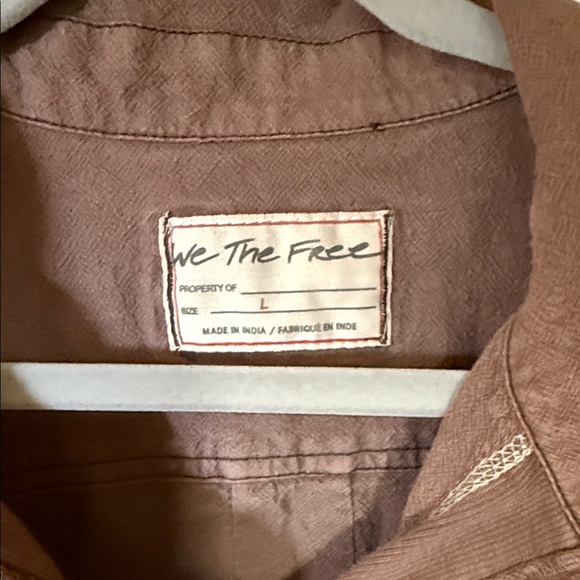 We The Free
PROPERTY OF
SIZE L
MADE IN INDIA / FABRIQUÉ EN INDE